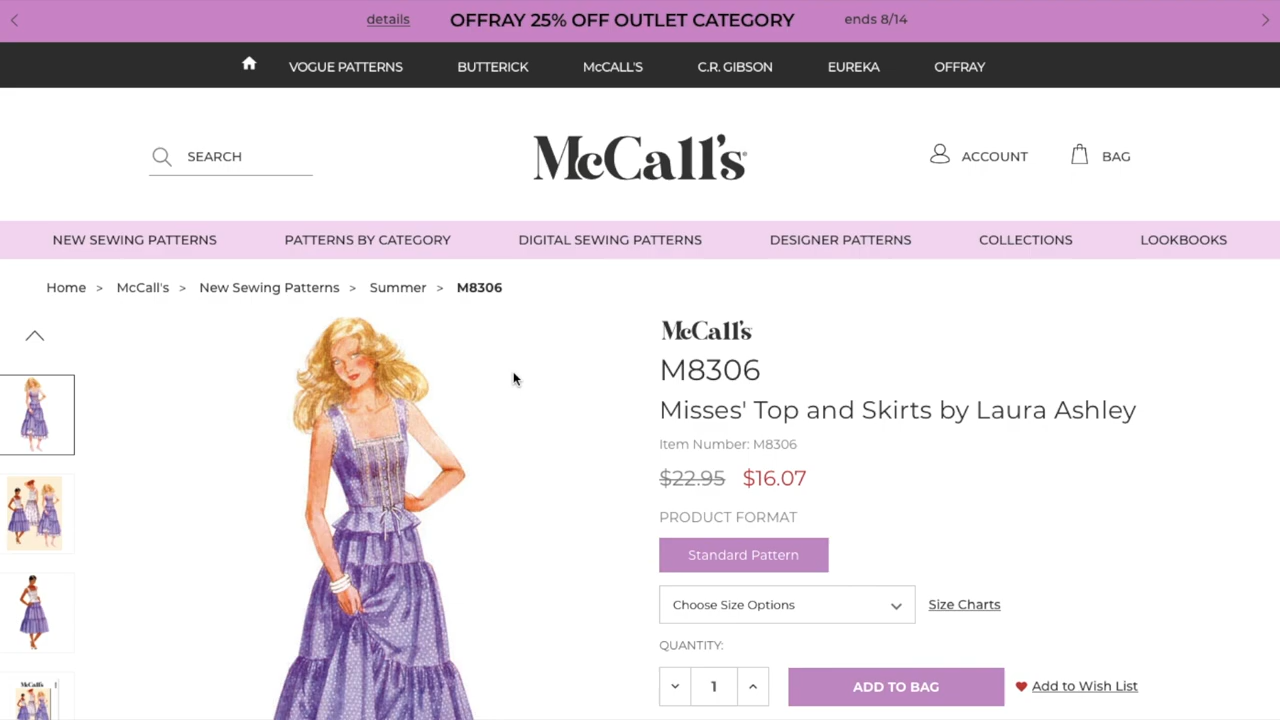 details OFFRAY 25% OFF OUTLET CATEGORY ends 8/14
VOGUE PATTERNS BUTTERICK McCALL'S C.R. GIBSON EUREKA OFFRAY
SEARCH McCall's® ACCOUNT BAG
NEW SEWING PATTERNS PATTERNS BY CATEGORY DIGITAL SEWING PATTERNS DESIGNER PATTERNS COLLECTIONS LOOKBOOKS
Home > McCall's > New Sewing Patterns > Summer > M8306
McCall's
M8306
Misses' Top and Skirts by Laura Ashley
Item Number: M8306
$22.95 $16.07
PRODUCT FORMAT
Standard Pattern
Choose Size Options Size Charts
QUANTITY:
1 ADD TO BAG Add to Wish List
McCall's